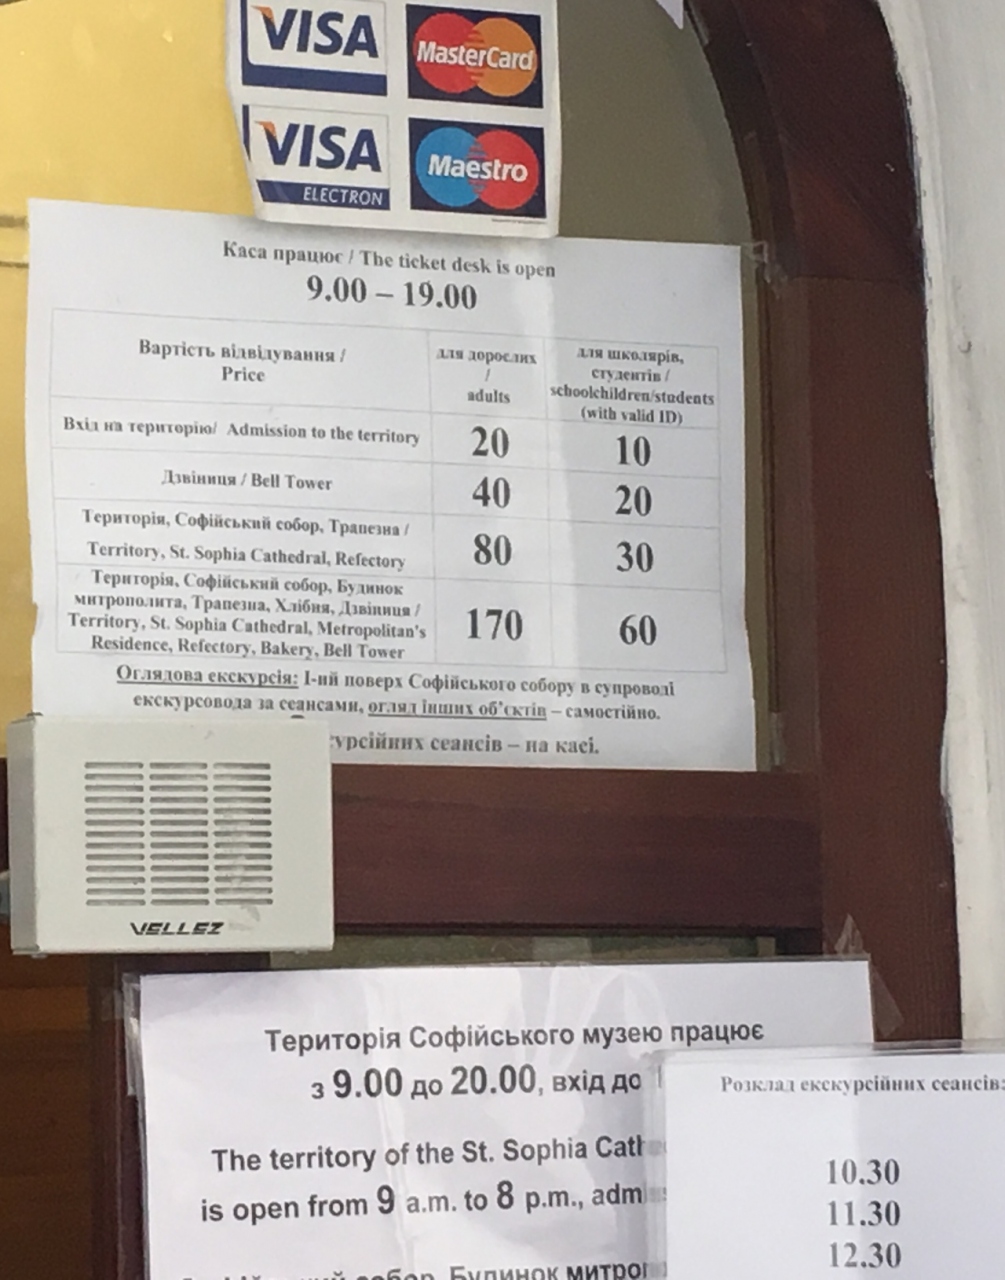 VISA MasterCard
VISA Maestro
ELECTRON
Каса працює / The ticket desk is open
9.00 – 19.00
Вартість відвідування /
Price
для дорослих
/
adults
для школярів,
студентів /
schoolchildren/students
(with valid ID)
Вхід на територію/ Admission to the territory 20 10
Дзвіниця / Bell Tower 40 20
Територія, Софійський собор, Трапезна /
Territory, St. Sophia Cathedral, Refectory 80 30
Територія, Софійський собор, Будинок
митрополита, Трапезна, Хлібня, Дзвіниця /
Territory, St. Sophia Cathedral, Metropolitan's
Residence, Refectory, Bakery, Bell Tower
170 60
Оглядова екскурсія: І-ий поверх Софійського собору в супроводі
екскурсовода за сеансами, огляд інших об'єктів – самостійно.
сеансів – на касі.
VELLEZ
Територія Софійського музею працює
з 9.00 до 20.00, вхід до
The territory of the St. Sophia
is open from 9 a.m. to 8 p.m.,
Розклад екскурсійних сеансів:
10.30
11.30
12.30
собор, Будинок